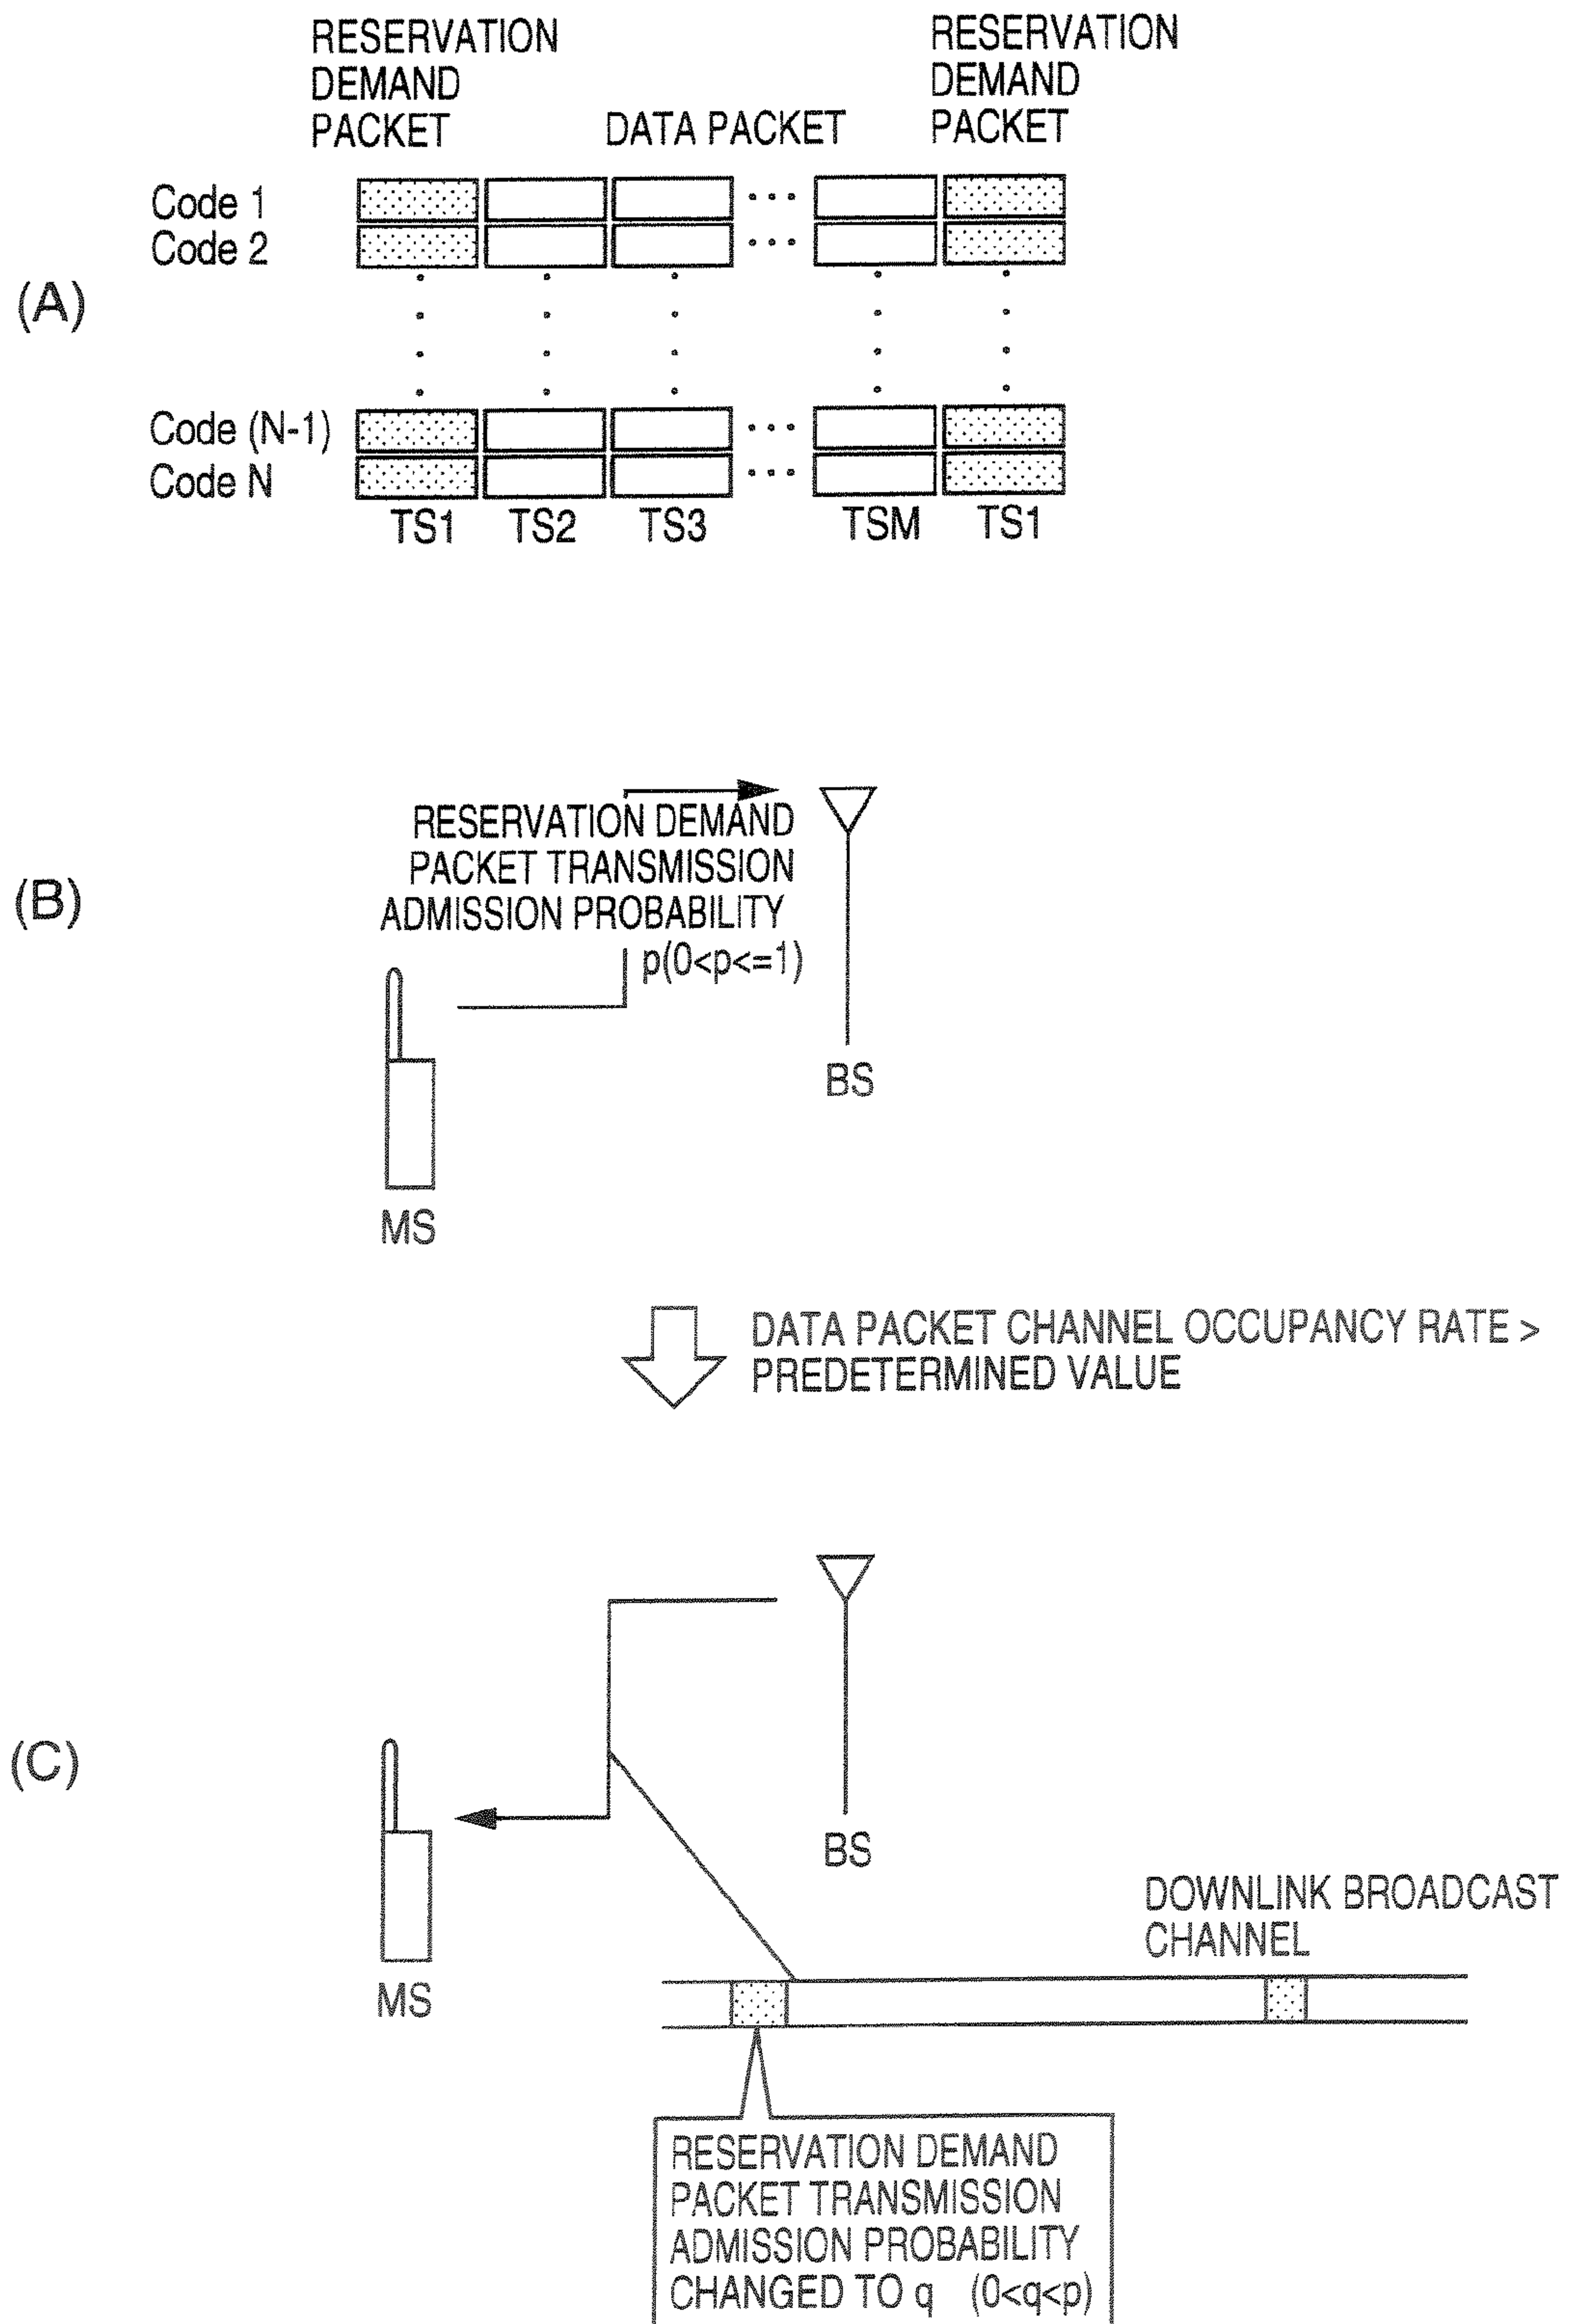 RESERVATION
DEMAND
PACKET
DATA PACKET
RESERVATION
DEMAND
PACKET
(A)
Code 1
Code 2
Code (N-1)
Code N
TS1 TS2 TS3 TSM TS1
(B)
RESERVATION DEMAND
PACKET TRANSMISSION
ADMISSION PROBABILITY
p(0<p<=1)
BS
MS
DATA PACKET CHANNEL OCCUPANCY RATE >
PREDETERMINED VALUE
(C)
BS
MS
DOWNLINK BROADCAST
CHANNEL
RESERVATION DEMAND
PACKET TRANSMISSION
ADMISSION PROBABILITY
CHANGED TO q (0<q<p)